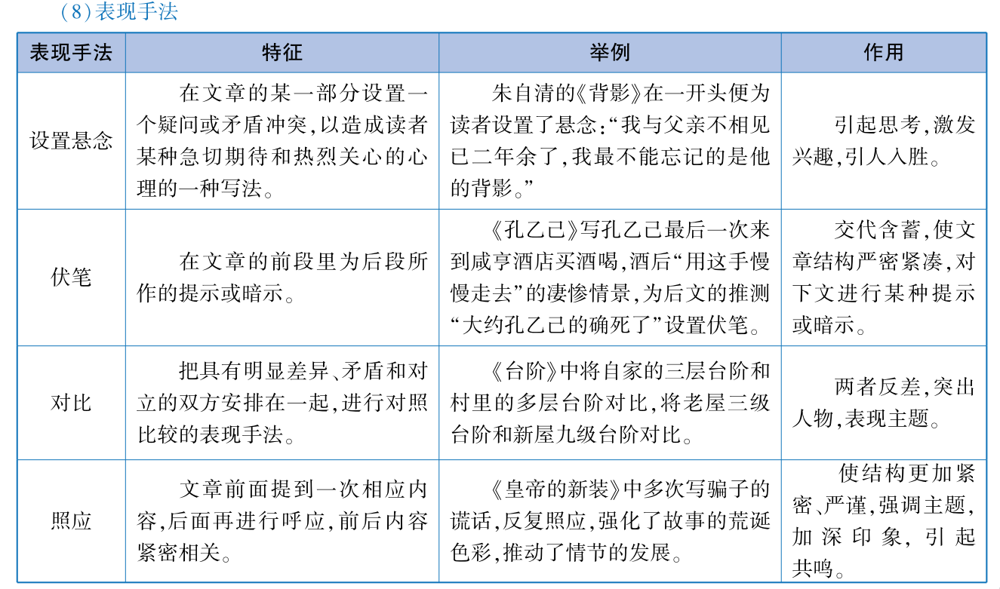 (8)表现手法
表现手法 特征 举例 作用
设置悬念
在文章的某一部分设置一
个疑问或矛盾冲突,以造成读者
某种急切期待和热烈关心的心
理的一种写法。
朱自清的《背影》在一开头便为
读者设置了悬念:“我与父亲不相见
已二年余了,我最不能忘记的是他
的背影。”
引起思考,激发
兴趣,引人入胜。
伏笔
在文章的前段里为后段所
作的提示或暗示。
《孔乙己》写孔乙己最后一次来
到咸亨酒店买酒喝,酒后“用这手慢
慢走去”的凄惨情景,为后文的推测
“大约孔乙己的确死了”设置伏笔。
交代含蓄,使文
章结构严密紧凑,对
下文进行某种提示
或暗示。
对比
把具有明显差异、矛盾和对
立的双方安排在一起,进行对照
比较的表现手法。
《台阶》中将自家的三层台阶和
村里的多层台阶对比,将老屋三级
台阶和新屋九级台阶对比。
两者反差,突出
人物,表现主题。
照应
文章前面提到一次相应内
容,后面再进行呼应,前后内容
紧密相关。
《皇帝的新装》中多次写骗子的
谎话,反复照应,强化了故事的荒诞
色彩,推动了情节的发展。
使结构更加紧
密、严谨,强调主题,
加深印象,引起
共鸣。